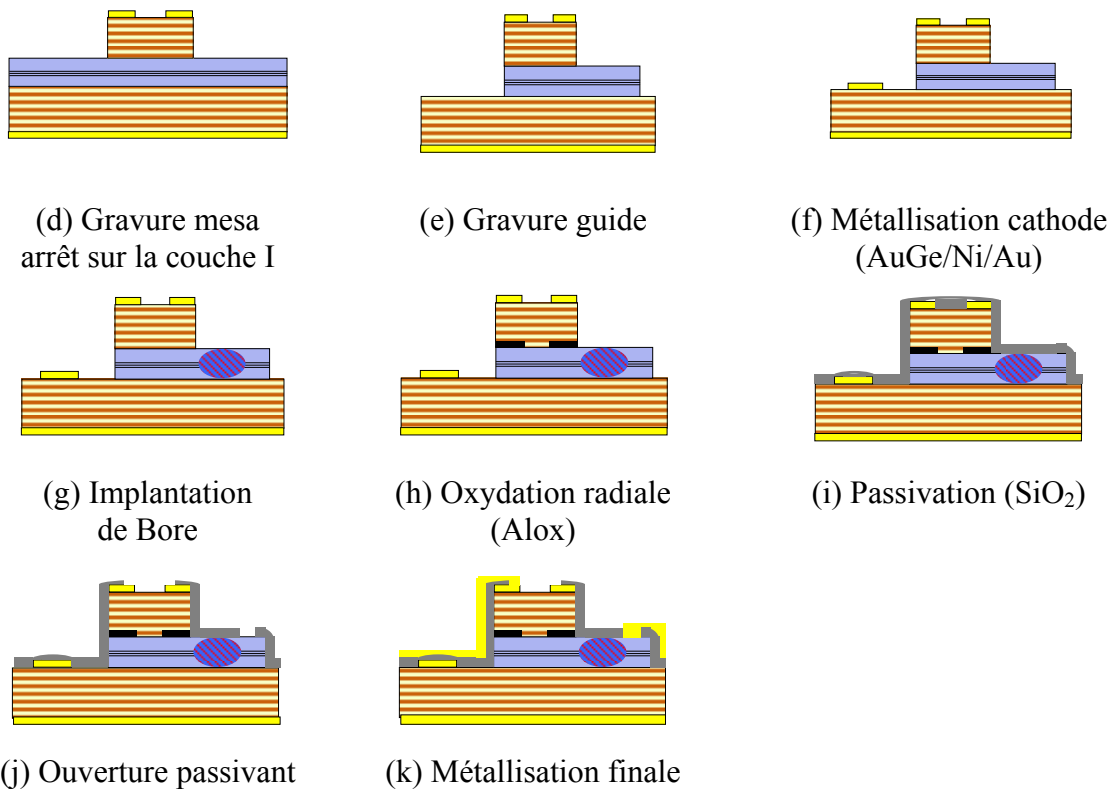 (d) Gravure mesa
arrêt sur la couche I
(e) Gravure guide
(f) Métallisation cathode
(AuGe/Ni/Au)
(g) Implantation
de Bore
(h) Oxydation radiale
(Alox)
(i) Passivation (SiO₂)
(j) Ouverture passivant
(k) Métallisation finale